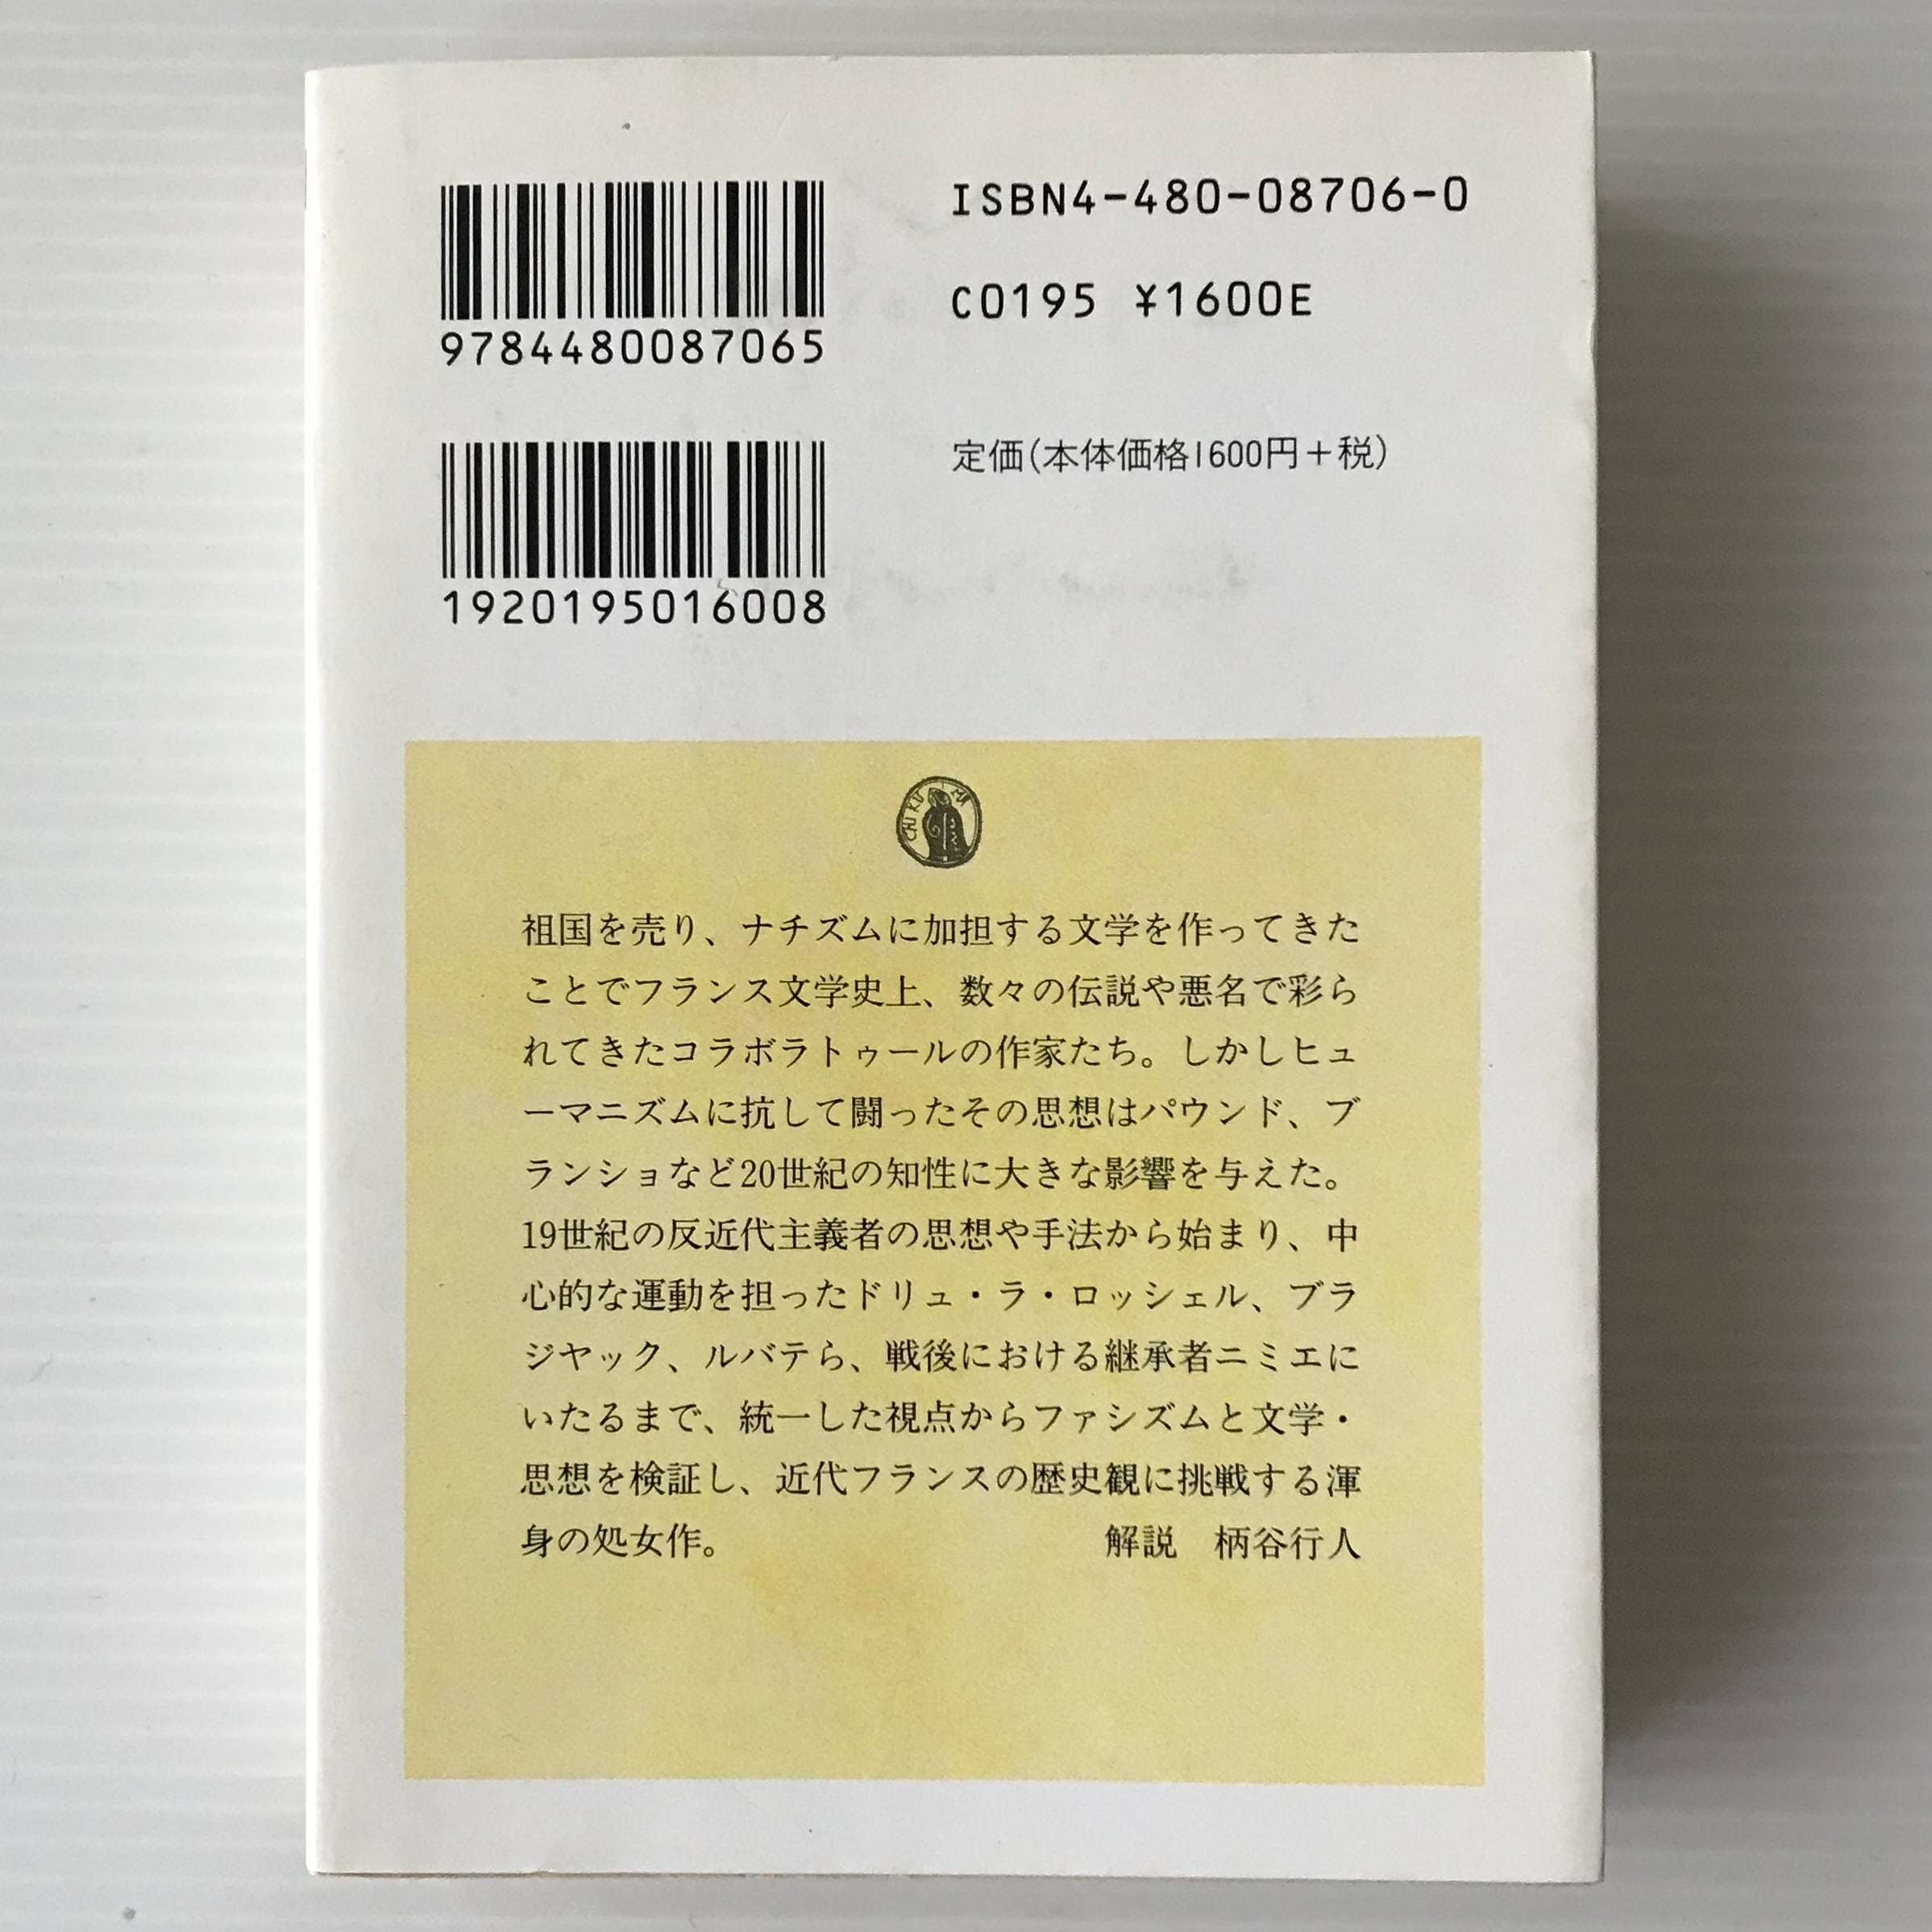 ISBN4-480-08706-0
C0195 ¥1600E
9784480087065
定価(本体価格1600円+税)
1920195016008
CHIKUMA
祖国を売り、ナチズムに加担する文学を作ってきた
ことでフランス文学史上、数々の伝説や悪名で彩ら
れてきたコラボラトゥールの作家たち。しかしヒュ
ーマニズムに抗して闘ったその思想はパウンド、ブ
ランショなど20世紀の知性に大きな影響を与えた。
19世紀の反近代主義者の思想や手法から始まり、中
心的な運動を担ったドリュ・ラ・ロッシェル、ブラ
ジヤック、ルバテら、戦後における継承者ニミエに
いたるまで、統一した視点からファシズムと文学・
思想を検証し、近代フランスの歴史観に挑戦する渾
身の処女作。 解説 柄谷行人